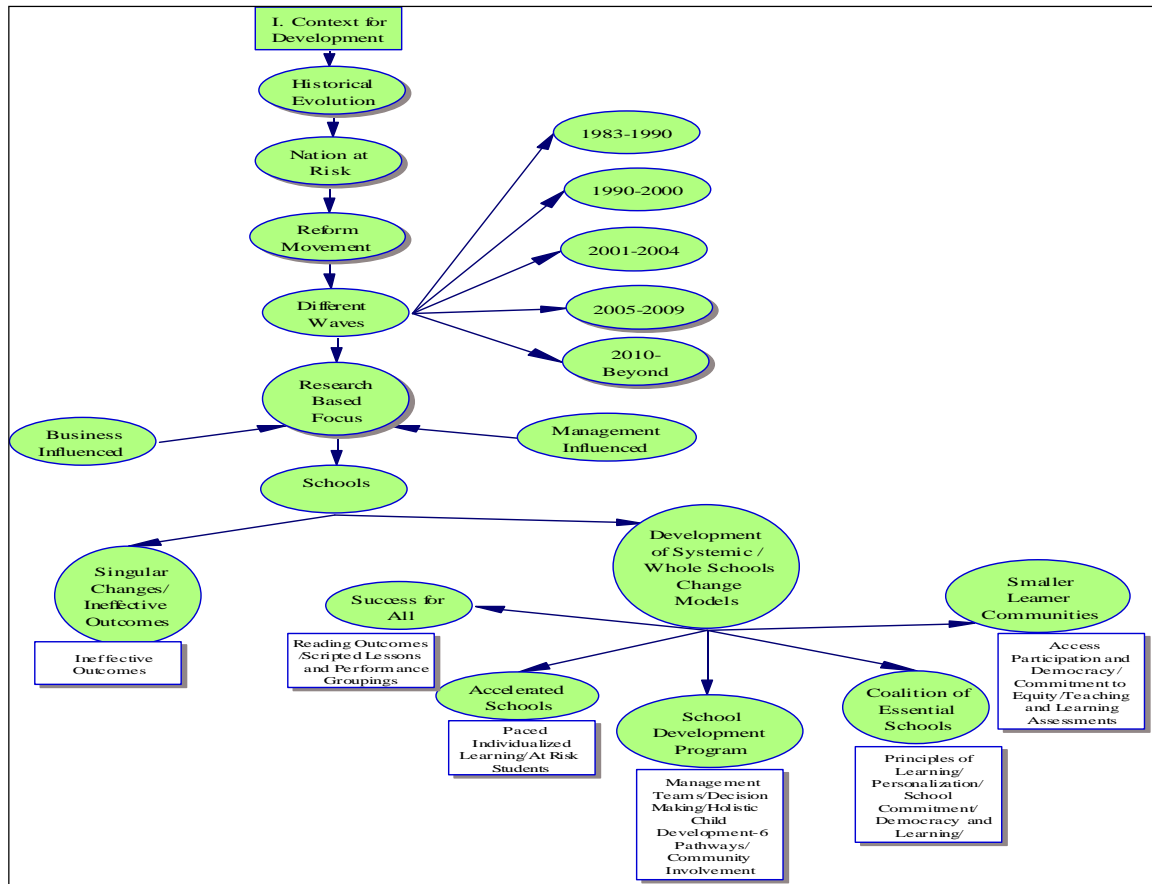 I. Context for
Development
Historical
Evolution
Nation at
Risk
Reform
Movement
Different
Waves
1983-1990
1990-2000
2001-2004
2005-2009
2010-
Beyond
Research
Based
Focus
Business
Influenced
Management
Influenced
Schools
Singular
Changes/
Ineffective
Outcomes
Ineffective
Outcomes
Development
of Systemic /
Whole Schools
Change
Models
Success for
All
Reading Outcomes
/Scripted Lessons
and Performance
Groupings
Accelerated
Schools
Paced
Individualized
Learning/At Risk
Students
School
Development
Program
Management
Teams/Decision
Making/Holistic
Child
Development-6
Pathways/
Community
Involvement
Coalition of
Essential
Schools
Principles of
Learning/
Personalization/
School
Commitment/
Democracy and
Learning/
Smaller
Learner
Communities
Access
Participation and
Democracy/
Commitment to
Equity/Teaching
and Learning
Assessments